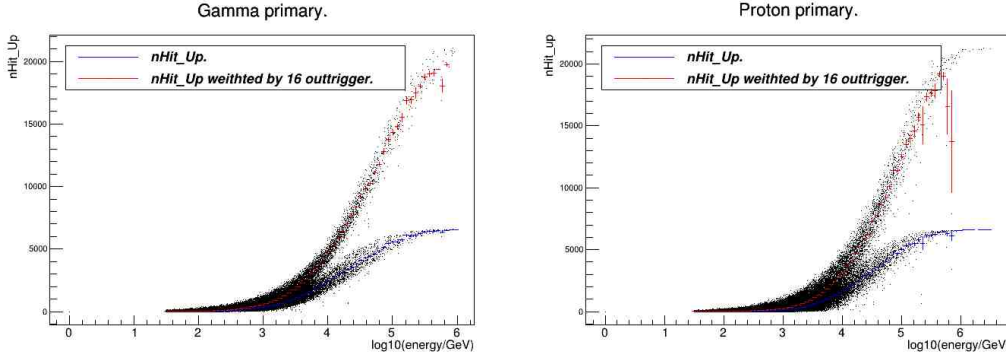 Gamma primary.
nHit_Up
nHit_Up.
nHit_Up weithted by 16 outtrigger.
20000
15000
10000
5000
0
0 1 2 3 4 5 6
log10(energy/GeV)
Proton primary.
nHit_up
nHit_Up.
nHit_Up weithted by 16 outtrigger.
20000
15000
10000
5000
0
0 1 2 3 4 5 6
log10(energy/GeV)